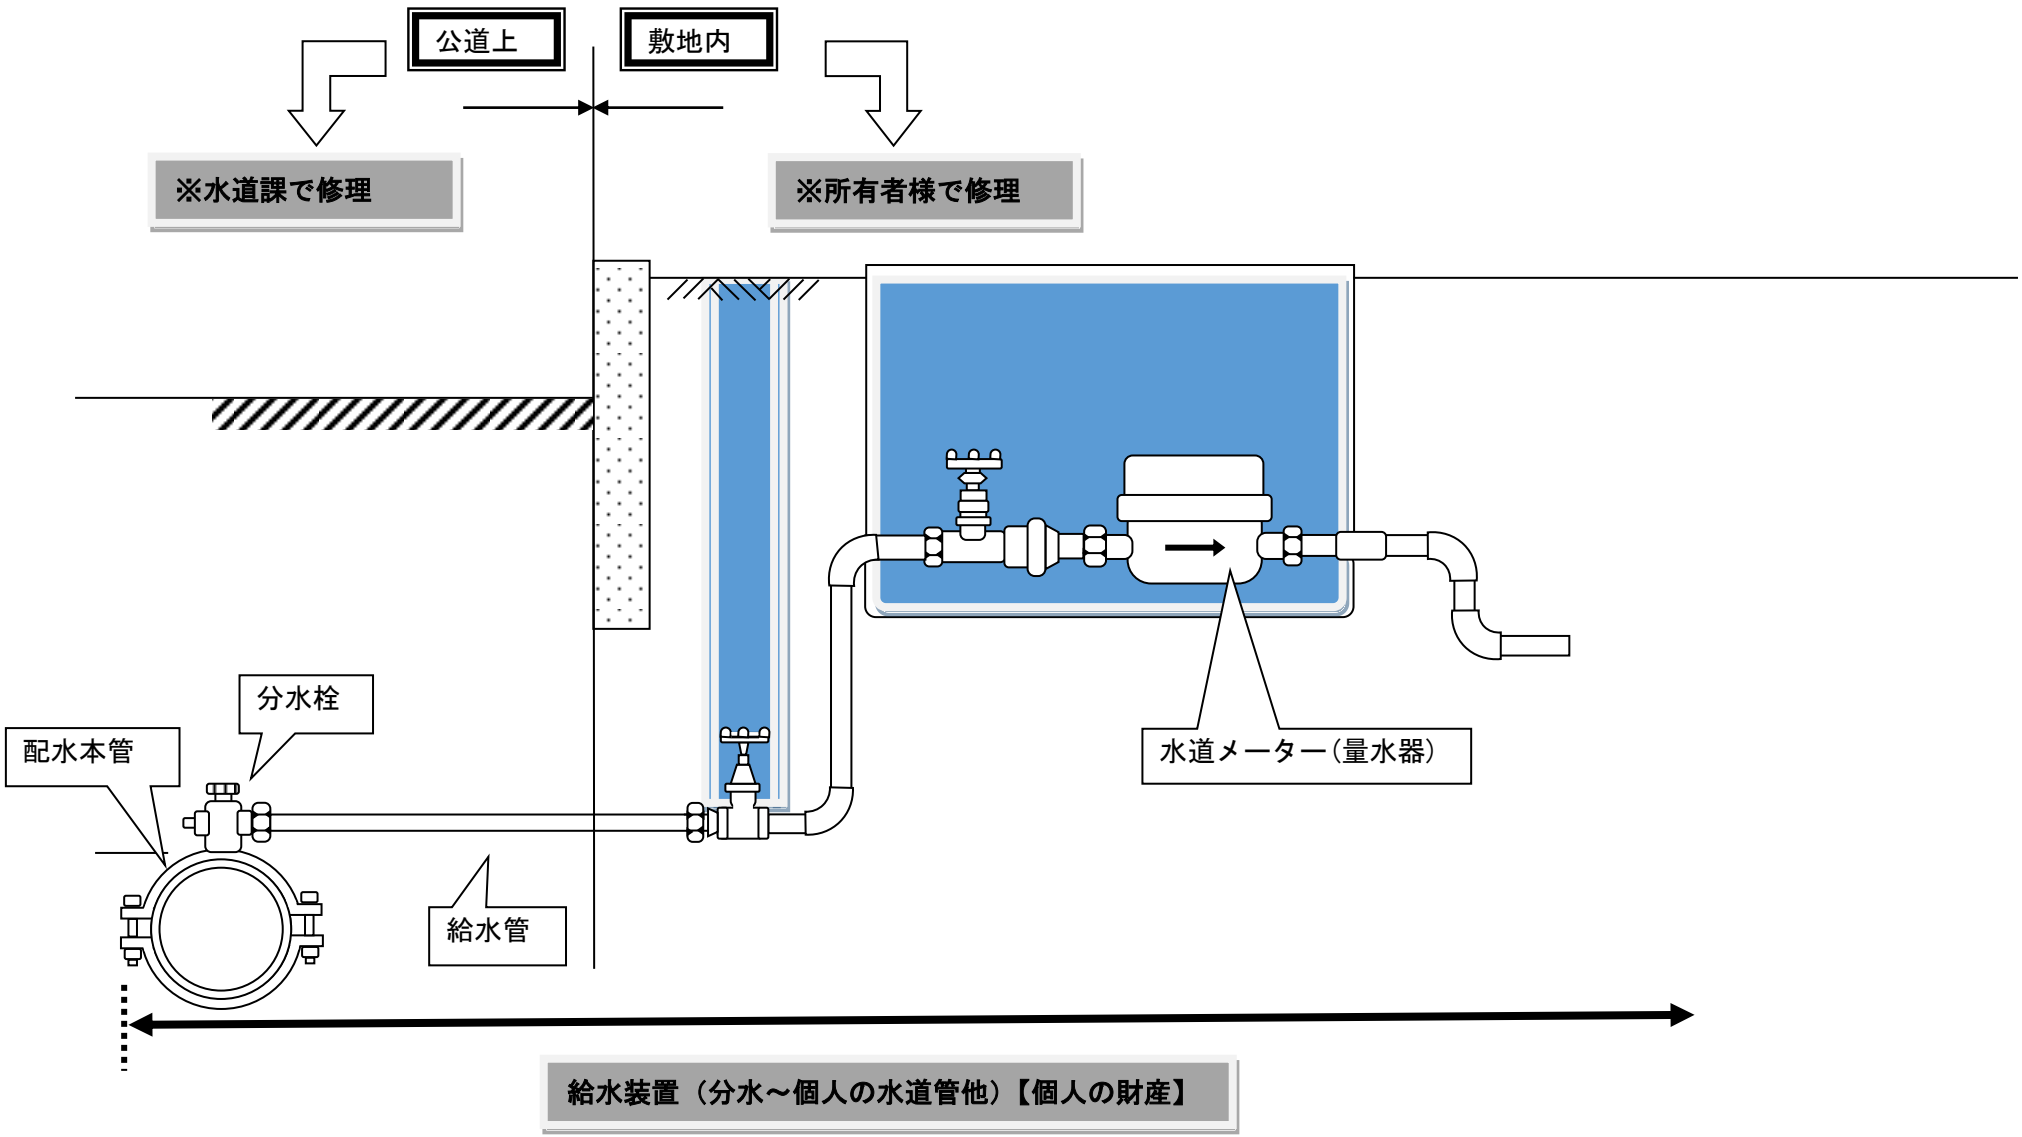 公道上
敷地内
※水道課で修理
※所有者様で修理
分水栓
配水本管
水道メーター(量水器)
給水管
給水装置（分水～個人の水道管他）【個人の財産】